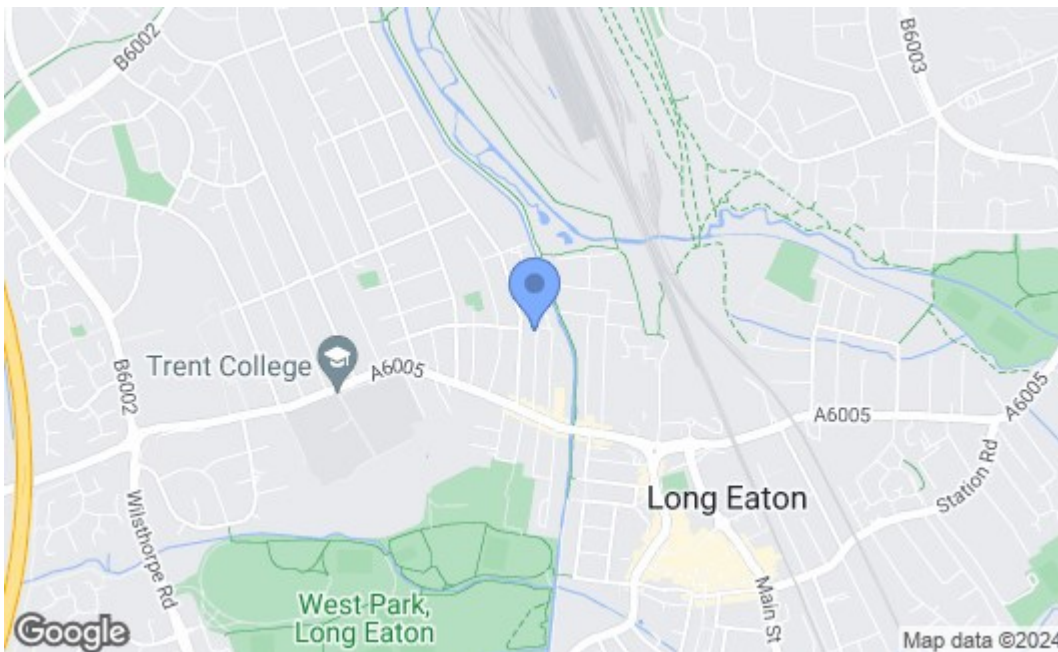 B6002
B6003
Trent College
A6005
B6002
A6005
A6005
Long Eaton
Station Rd
Wilsthorpe Rd
Main St
West Park,
Long Eaton
Google
Map data ©2024